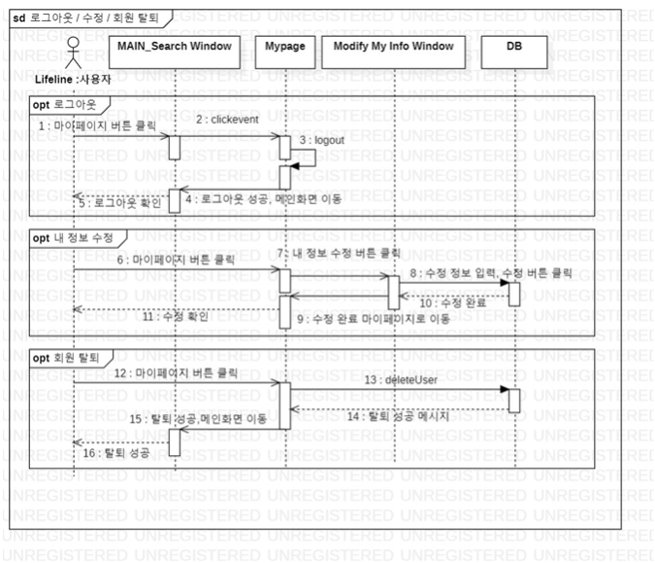 sd 로그아웃 / 수정 / 회원 탈퇴
MAIN_Search Window
Mypage
Modify My Info Window
DB
Lifeline :사용자
opt 로그아웃
1 : 마이페이지 버튼 클릭
2 : clickevent
3 : logout
4 : 로그아웃 성공, 메인화면 이동
5 : 로그아웃 확인
opt 내 정보 수정
6 : 마이페이지 버튼 클릭
7 : 내 정보 수정 버튼 클릭
8 : 수정 정보 입력, 수정 버튼 클릭
10 : 수정 완료
11 : 수정 확인
9 : 수정 완료 마이페이지로 이동
opt 회원 탈퇴
12 : 마이페이지 버튼 클릭
13 : deleteUser
14 : 탈퇴 성공 메시지
15 : 탈퇴 성공,메인화면 이동
16 : 탈퇴 성공
UNREGISTERED